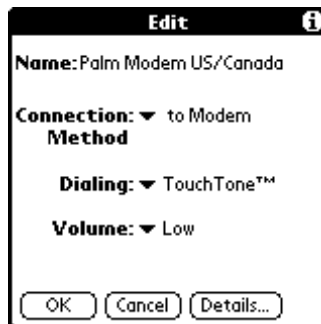 Edit
Name: Palm Modem US/Canada
Connection: to Modem
Method
Dialing: TouchTone™
Volume: Low
OK Cancel Details...